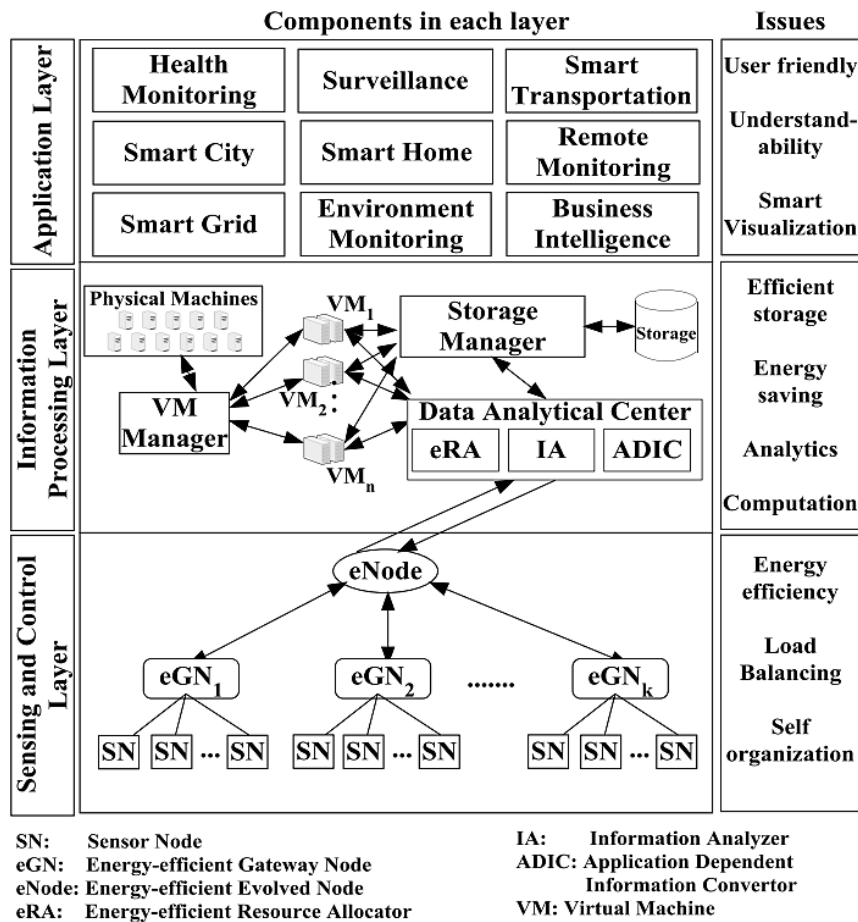 Components in each layer
Issues
Application Layer
Health
Monitoring
Surveillance
Smart
Transportation
Smart City
Smart Home
Remote
Monitoring
Smart Grid
Environment
Monitoring
Business
Intelligence
User friendly
Understand-
ability
Smart
Visualization
Information
Processing Layer
Physical Machines
VM1
Storage
Manager
Storage
VM2
:
VM
Manager
Data Analytical Center
eRA
IA
ADIC
VMn
Efficient
storage
Energy
saving
Analytics
Computation
Sensing and Control
Layer
eNode
eGN1
eGN2
.......
eGNk
SN SN ... SN
SN SN ... SN
SN SN ... SN
Energy
efficiency
Load
Balancing
Self
organization
SN: Sensor Node
eGN: Energy-efficient Gateway Node
eNode: Energy-efficient Evolved Node
eRA: Energy-efficient Resource Allocator
IA: Information Analyzer
ADIC: Application Dependent
Information Convertor
VM: Virtual Machine